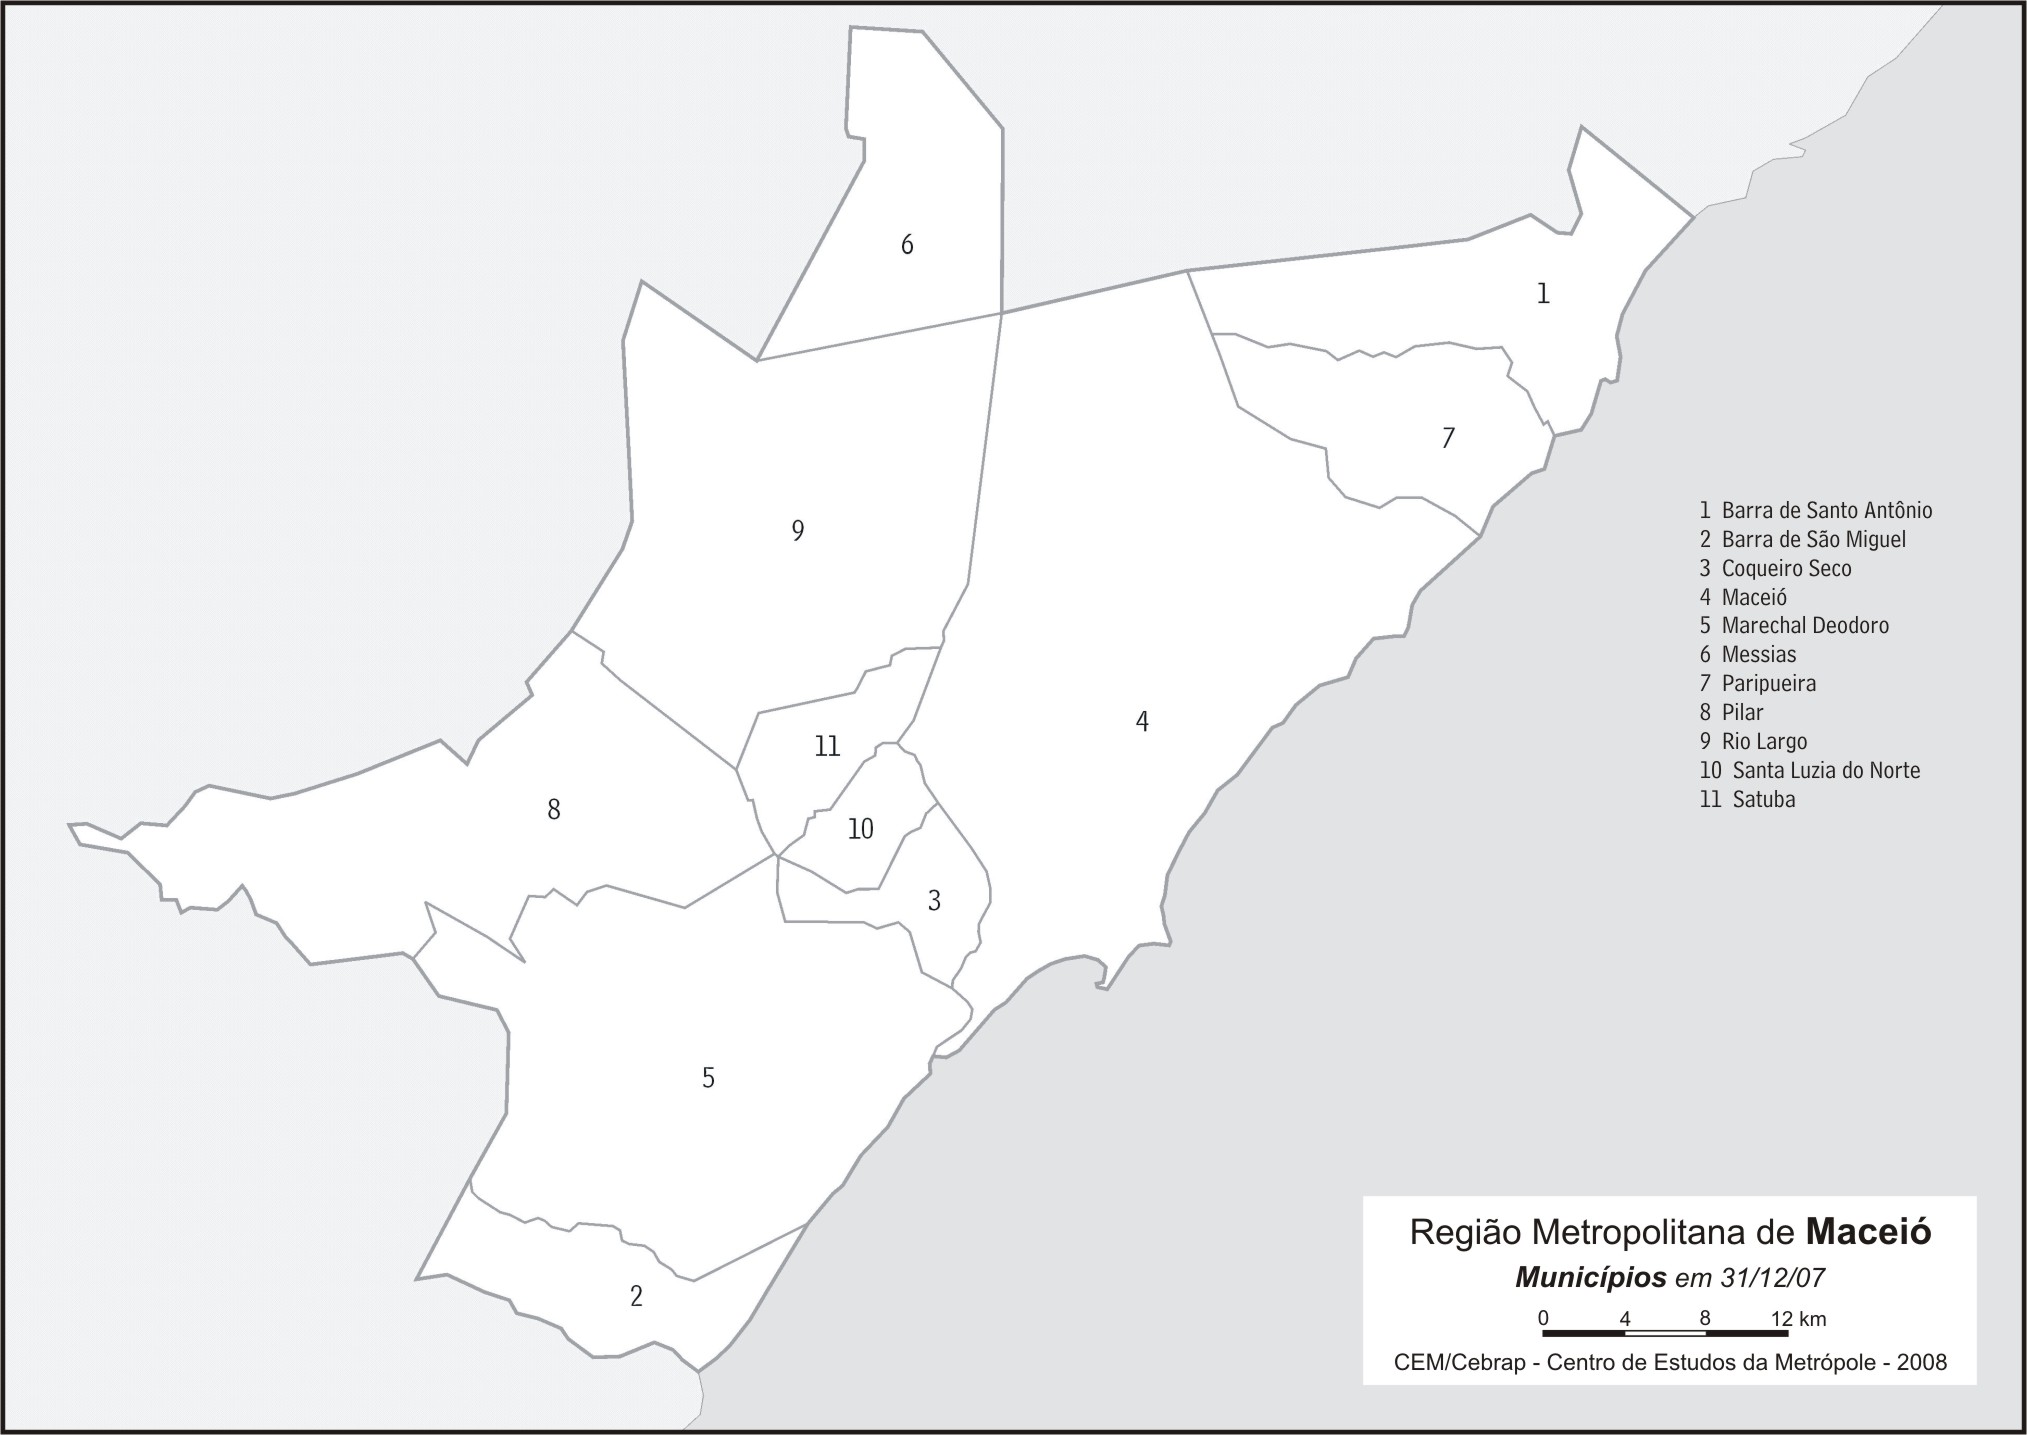 6
1
7
9
4
11
8
10
3
5
2
1 Barra de Santo Antônio
2 Barra de São Miguel
3 Coqueiro Seco
4 Maceió
5 Marechal Deodoro
6 Messias
7 Paripueira
8 Pilar
9 Rio Largo
10 Santa Luzia do Norte
11 Satuba
Região Metropolitana de Maceió
Municípios em 31/12/07
0 4 8 12 km
CEM/Cebrap - Centro de Estudos da Metrópole - 2008